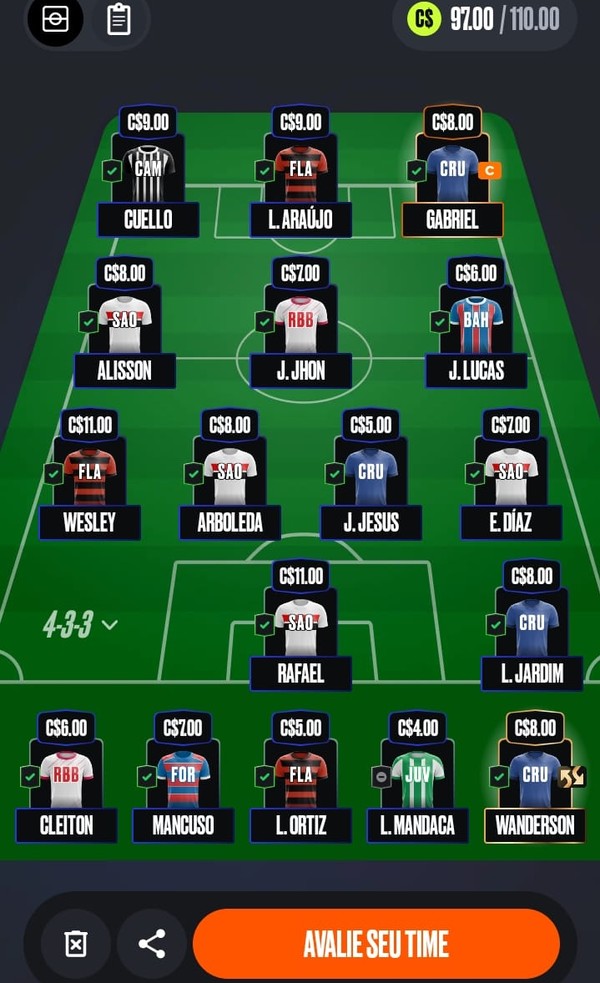 C$ 97.00 / 110.00
C$9.00 C$9.00 C$8.00
CAM FLA CRU C
CUELLO L. ARAÚJO GABRIEL
C$8.00 C$7.00 C$6.00
SAO RBB BAH
ALISSON J. JHON J. LUCAS
C$11.00 C$8.00 C$5.00 C$7.00
FLA SAO CRU SAO
WESLEY ARBOLEDA J. JESUS E. DÍAZ
C$11.00 C$8.00
4-3-3 SAO CRU
RAFAEL L. JARDIM
C$6.00 C$7.00 C$5.00 C$4.00 C$8.00
RBB FOR FLA JUV CRU
CLEITON MANCUSO L. ORTIZ L. MANDACA WANDERSON
AVALIE SEU TIME